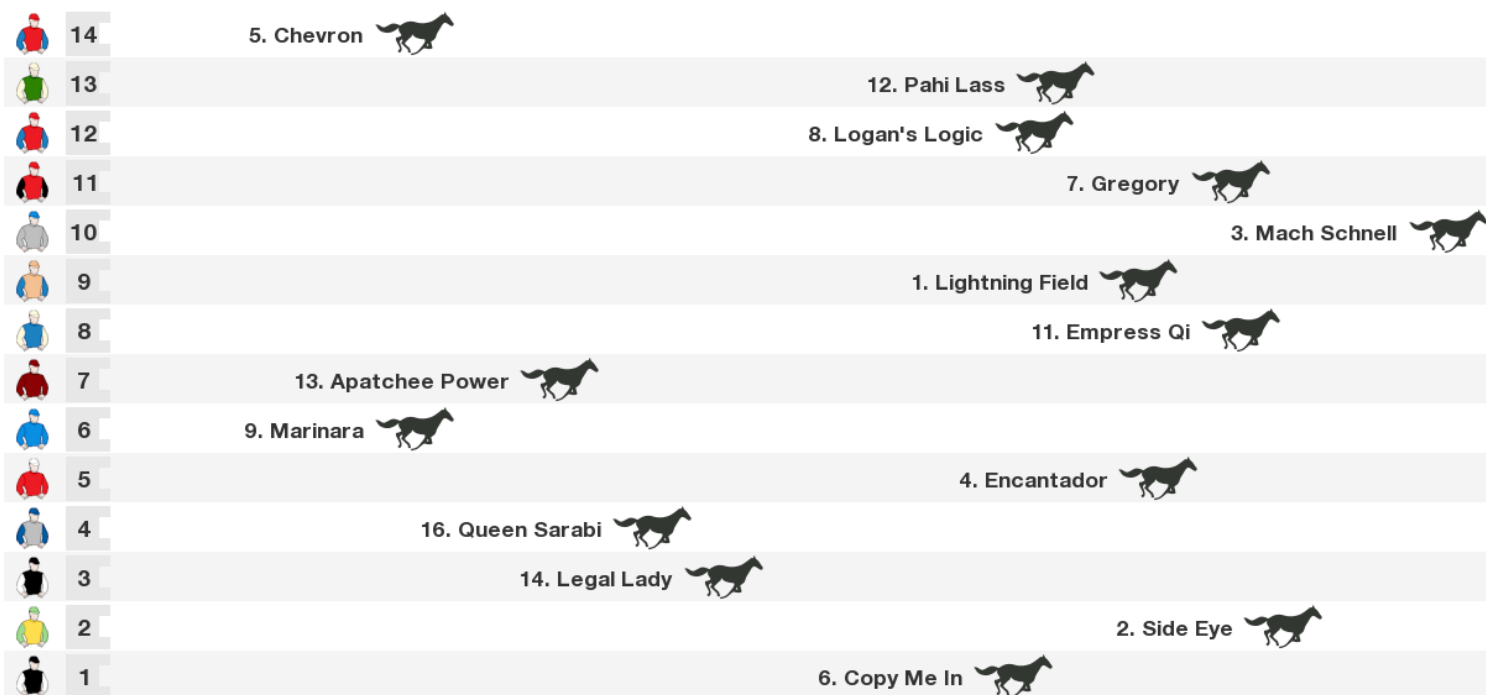 14 5. Chevron
13 12. Pahi Lass
12 8. Logan's Logic
11 7. Gregory
10 3. Mach Schnell
9 1. Lightning Field
8 11. Empress Qi
7 13. Apatchee Power
6 9. Marinara
5 4. Encantador
4 16. Queen Sarabi
3 14. Legal Lady
2 2. Side Eye
1 6. Copy Me In